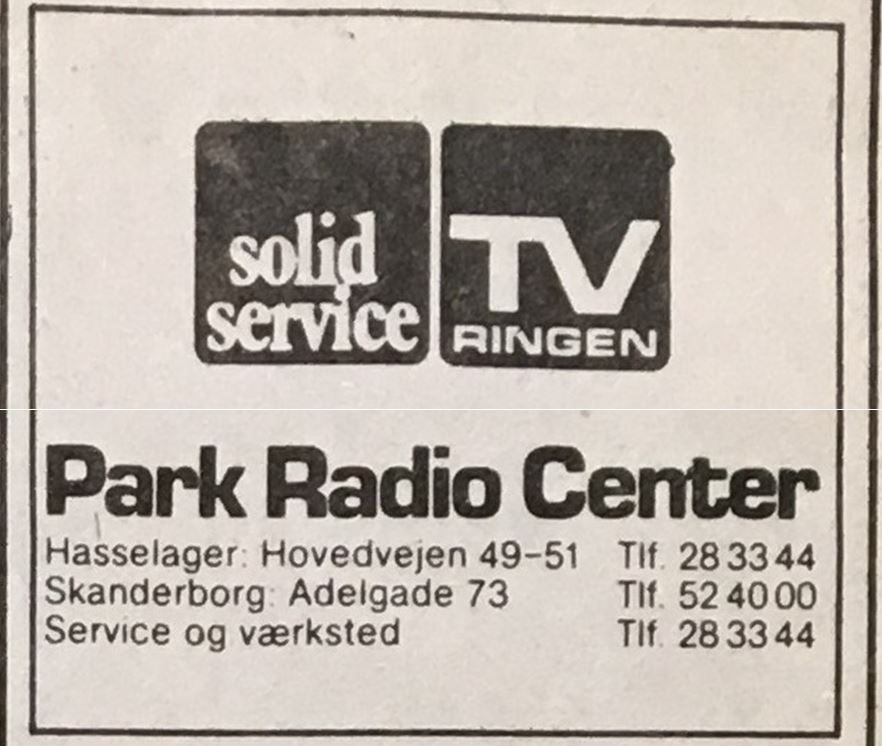 solid
service
TV
RINGEN
Park Radio Center
Hasselager: Hovedvejen 49-51 Tlf. 28 33 44
Skanderborg: Adelgade 73 Tlf. 52 40 00
Service og værksted Tlf. 28 33 44